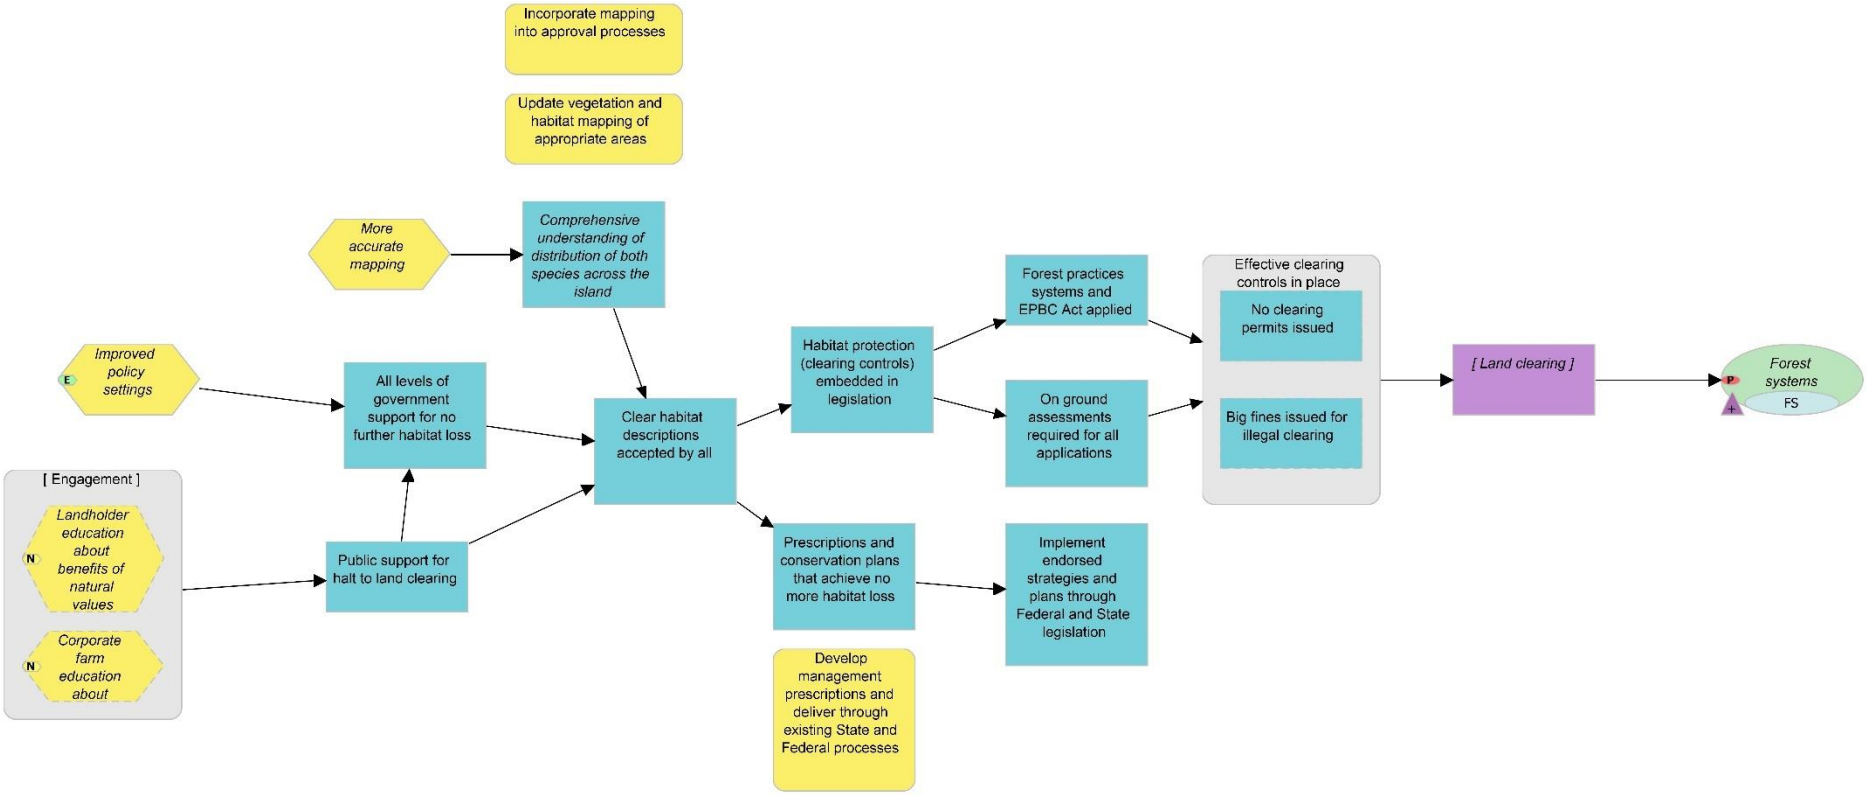 Incorporate mapping
into approval processes
Update vegetation and
habitat mapping of
appropriate areas
More
accurate
mapping
Comprehensive
understanding of
distribution of both
species across the
island
Improved
policy
settings
E
All levels of
government
support for no
further habitat loss
[ Engagement ]
Landholder
education
about
benefits of
natural
values
N
Corporate
farm
education
about
N
Public support for
halt to land clearing
Clear habitat
descriptions
accepted by all
Habitat protection
(clearing controls)
embedded in
legislation
Prescriptions and
conservation plans
that achieve no
more habitat loss
Develop
management
prescriptions and
deliver through
existing State and
Federal processes
Forest practices
systems and
EPBC Act applied
On ground
assessments
required for all
applications
Implement
endorsed
strategies and
plans through
Federal and State
legislation
Effective clearing
controls in place
No clearing
permits issued
Big fines issued for
illegal clearing
[ Land clearing ]
Forest
systems
P
FS
+